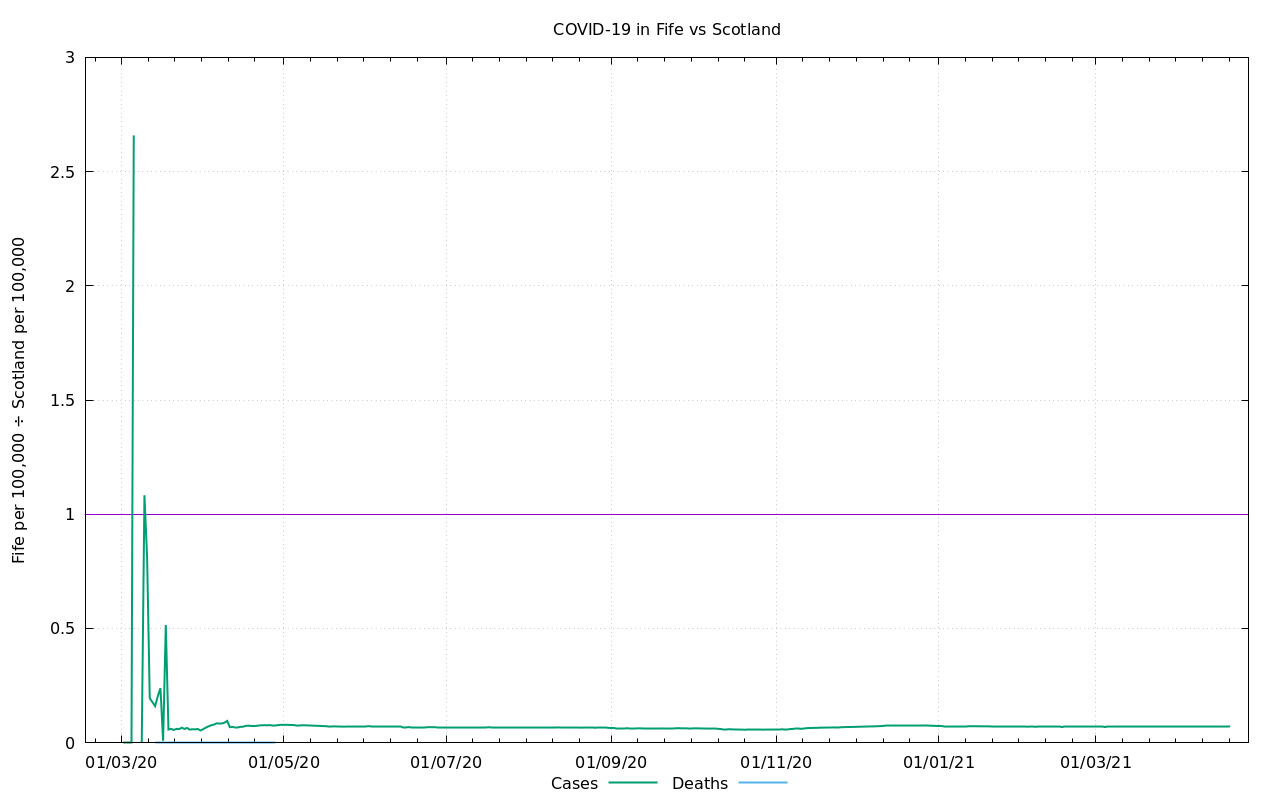 COVID-19 in Fife vs Scotland
3
2.5
2
1.5
1
0.5
0
Fife per 100,000 ÷ Scotland per 100,000
01/03/20 01/05/20 01/07/20 01/09/20 01/11/20 01/01/21 01/03/21
Cases Deaths